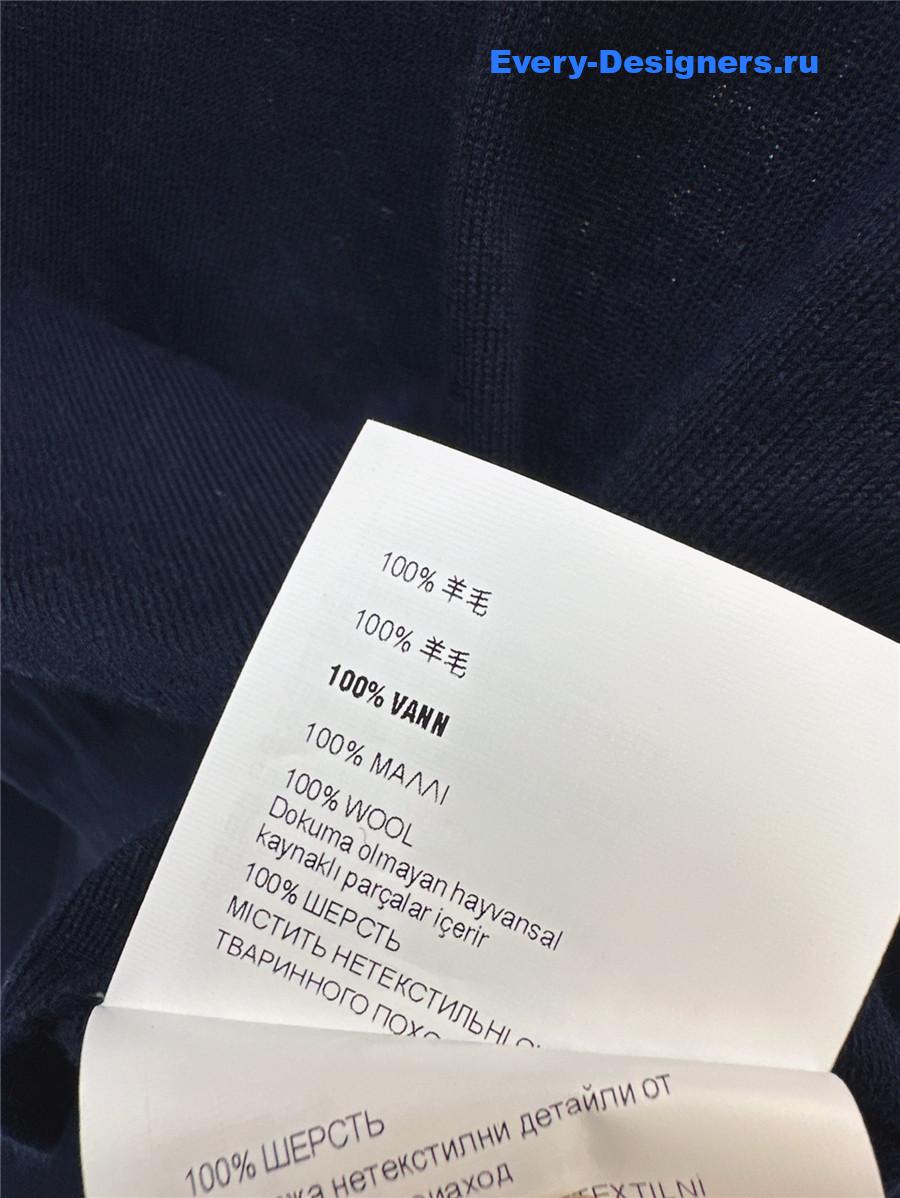 Every-Designers.ru
100% 羊毛
100% 羊毛
100% VANN
100% ΜΑΛΛΙ
100% WOOL
Dokuma olmayan hayvansal
kaynaklı parçalar içerir
100% ШЕРСТЬ
МІСТИТЬ НЕТЕКСТИЛЬНІ
ТВАРИННОГО
100% ШЕРСТЬ
нетекстилни детайли от